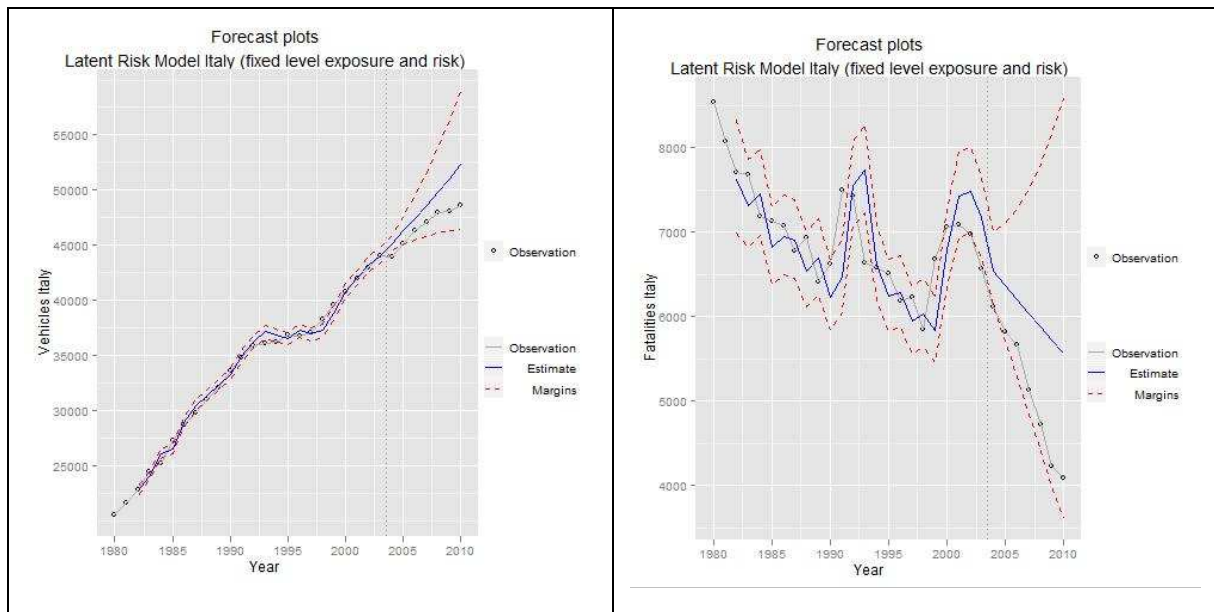 Forecast plots
Latent Risk Model Italy (fixed level exposure and risk)
Vehicles Italy
55000
50000
45000
40000
35000
30000
25000
1980
1985
1990
1995
2000
2005
2010
Year
Observation
Observation
Estimate
Margins
Forecast plots
Latent Risk Model Italy (fixed level exposure and risk)
Fatalities Italy
8000
7000
6000
5000
4000
1980
1985
1990
1995
2000
2005
2010
Year
Observation
Observation
Estimate
Margins